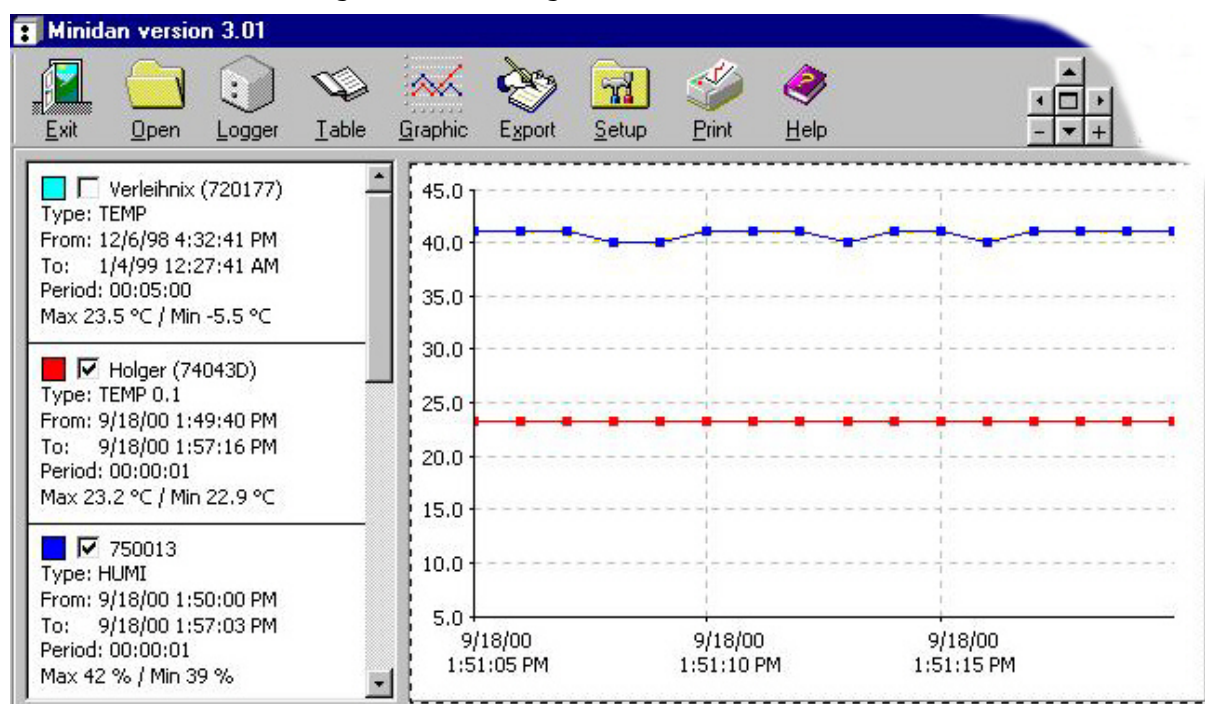 Minidan version 3.01
Exit Open Logger Table Graphic Export Setup Print Help
- +
Verleihnix (720177)
Type: TEMP
From: 12/6/98 4:32:41 PM
To: 1/4/99 12:27:41 AM
Period: 00:05:00
Max 23.5 °C / Min -5.5 °C
Holger (74043D)
Type: TEMP 0.1
From: 9/18/00 1:49:40 PM
To: 9/18/00 1:57:16 PM
Period: 00:00:01
Max 23.2 °C / Min 22.9 °C
750013
Type: HUMI
From: 9/18/00 1:50:00 PM
To: 9/18/00 1:57:03 PM
Period: 00:00:01
Max 42 % / Min 39 %
45.0
40.0
35.0
30.0
25.0
20.0
15.0
10.0
5.0
9/18/00 9/18/00 9/18/00
1:51:05 PM 1:51:10 PM 1:51:15 PM